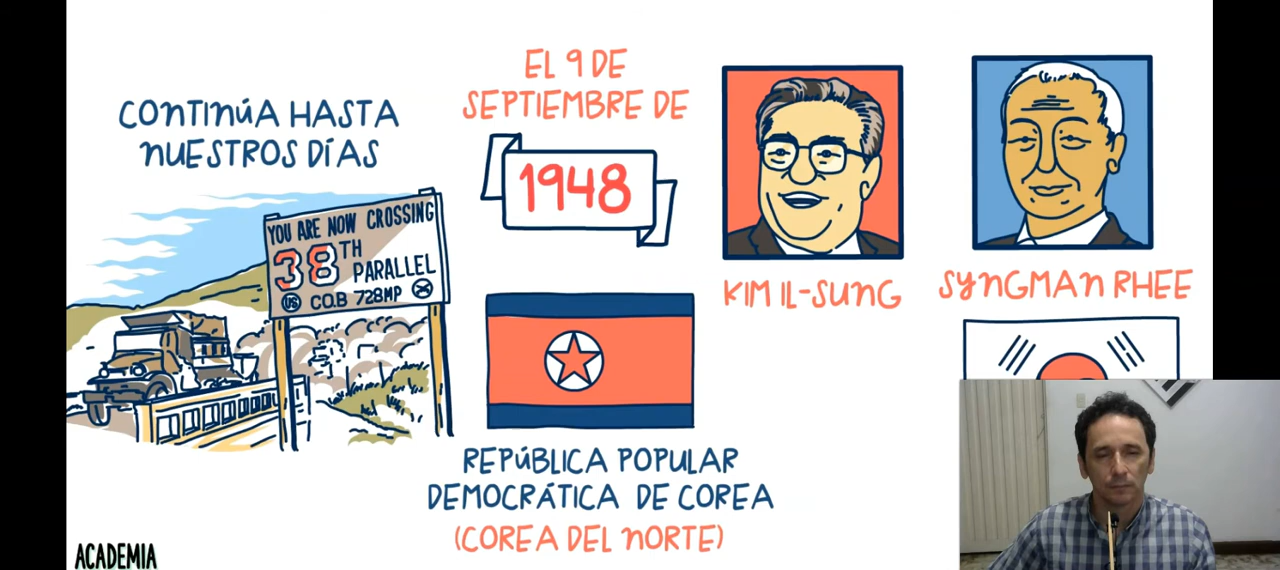 CONTINÚA HASTA
NUESTROS DÍAS
YOU ARE NOW CROSSING
38TH
PARALLEL
US
CO.B 728MP
EL 9 DE
SEPTIEMBRE DE
1948
REPÚBLICA POPULAR
DEMOCRÁTICA DE COREA
(COREA DEL NORTE)
KIM IL-SUNG
SYNGMAN RHEE
ACADEMIA